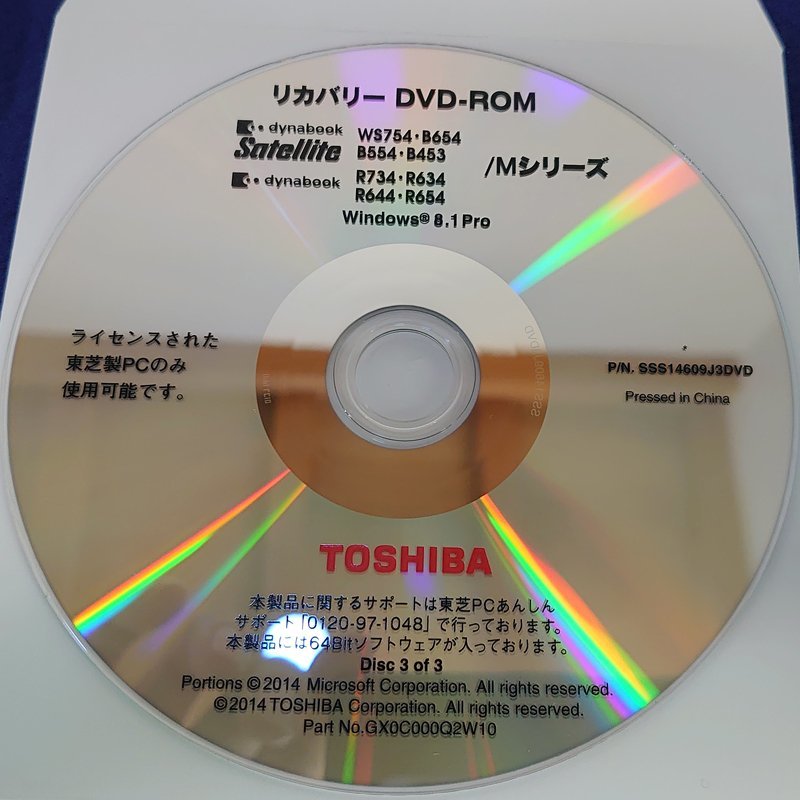 リカバリー DVD-ROM
dynabook WS754・B654
Satellite B554・B453
/Mシリーズ
dynabook R734・R634
R644・R654
Windows® 8.1 Pro
ライセンスされた
東芝製PCのみ
使用可能です。
P/N. SSS14609J3DVD
Pressed in China
TOSHIBA
本製品に関するサポートは東芝PCあんしん
サポート「0120-97-1048」で行っております。
本製品には64Bitソフトウェアが入っております。
Disc 3 of 3
Portions ©2014 Microsoft Corporation. All rights reserved.
©2014 TOSHIBA Corporation. All rights reserved.
Part No.GX0C000Q2W10